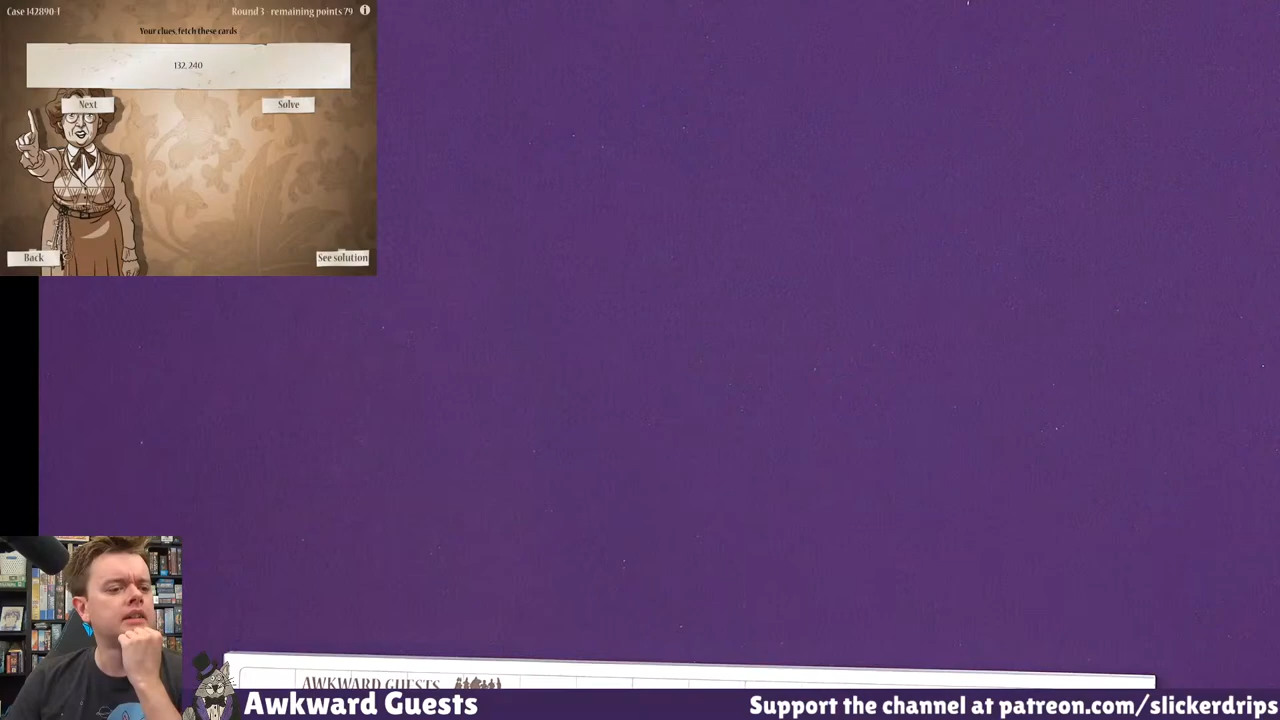 Case 142890-1
Round 3 - remaining points 79
Your clues, fetch these cards
132, 240
Next
Solve
Back
See solution
AWKWARD GUESTS
Awkward Guests
Support the channel at patreon.com/slickerdrips